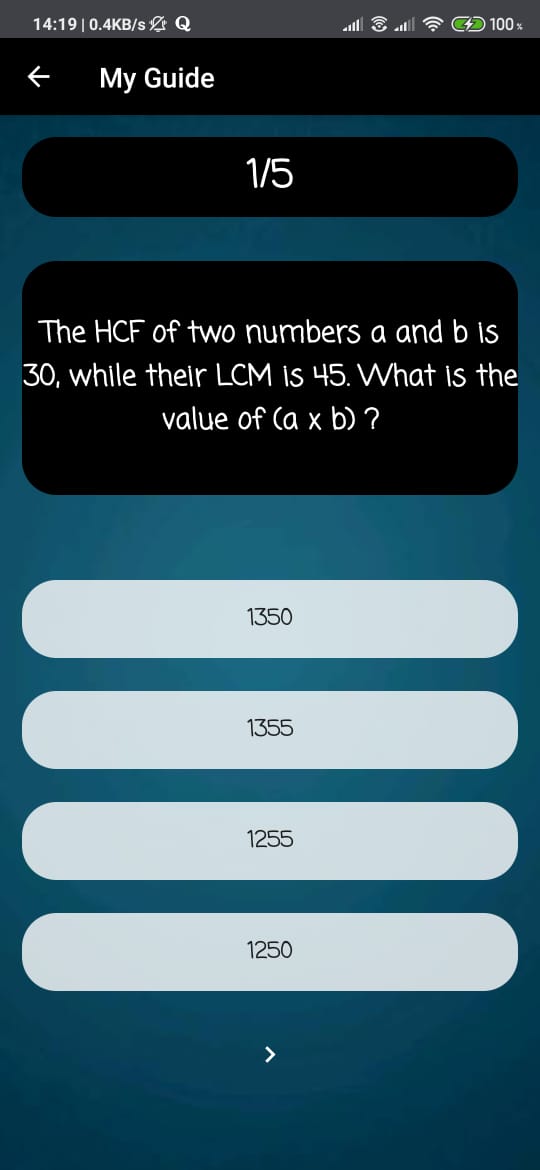 14:19 | 0.4KB/s Q 100 %
My Guide
1/5
The HCF of two numbers a and b is
30, while their LCM is 45. What is the
value of (a x b) ?
1350
1355
1255
1250